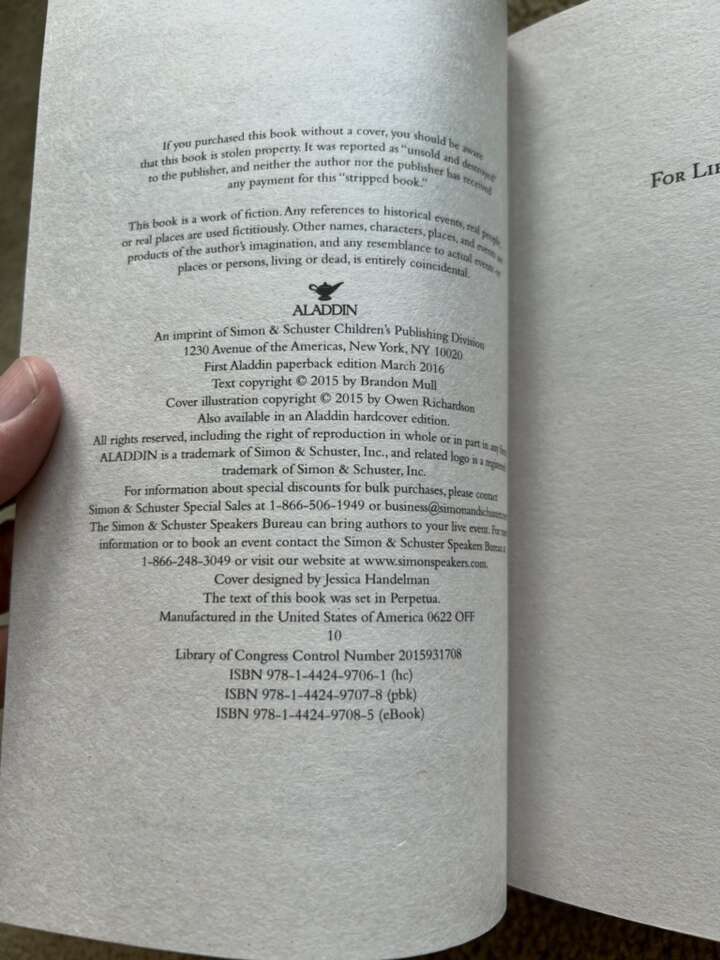 If you purchased this book without a cover, you should be aware
that this book is stolen property. It was reported as "unsold and destroyed"
to the publisher, and neither the author nor the publisher has received
any payment for this "stripped book."
This book is a work of fiction. Any references to historical events, real people,
or real places are used fictitiously. Other names, characters, places, and events are
products of the author's imagination, and any resemblance to actual events or
places or persons, living or dead, is entirely coincidental.
ALADDIN
An imprint of Simon & Schuster Children's Publishing Division
1230 Avenue of the Americas, New York, NY 10020
First Aladdin paperback edition March 2016
Text copyright © 2015 by Brandon Mull
Cover illustration copyright © 2015 by Owen Richardson
Also available in an Aladdin hardcover edition.
All rights reserved, including the right of reproduction in whole or in part in any
ALADDIN is a trademark of Simon & Schuster, Inc., and related logo is a registered
trademark of Simon & Schuster, Inc.
For information about special discounts for bulk purchases, please contact
Simon & Schuster Special Sales at 1-866-506-1949 or
The Simon & Schuster Speakers Bureau can bring authors to your live event. For
information or to book an event contact the Simon & Schuster Speakers Bureau
1-866-248-3049 or visit our website at www.simonspeakers.com.
Cover designed by Jessica Handelman
The text of this book was set in Perpetua.
Manufactured in the United States of America 0622 OFF
10
Library of Congress Control Number 2015931708
ISBN 978-1-4424-9706-1 (hc)
ISBN 978-1-4424-9707-8 (pbk)
ISBN 978-1-4424-9708-5 (eBook)
FOR